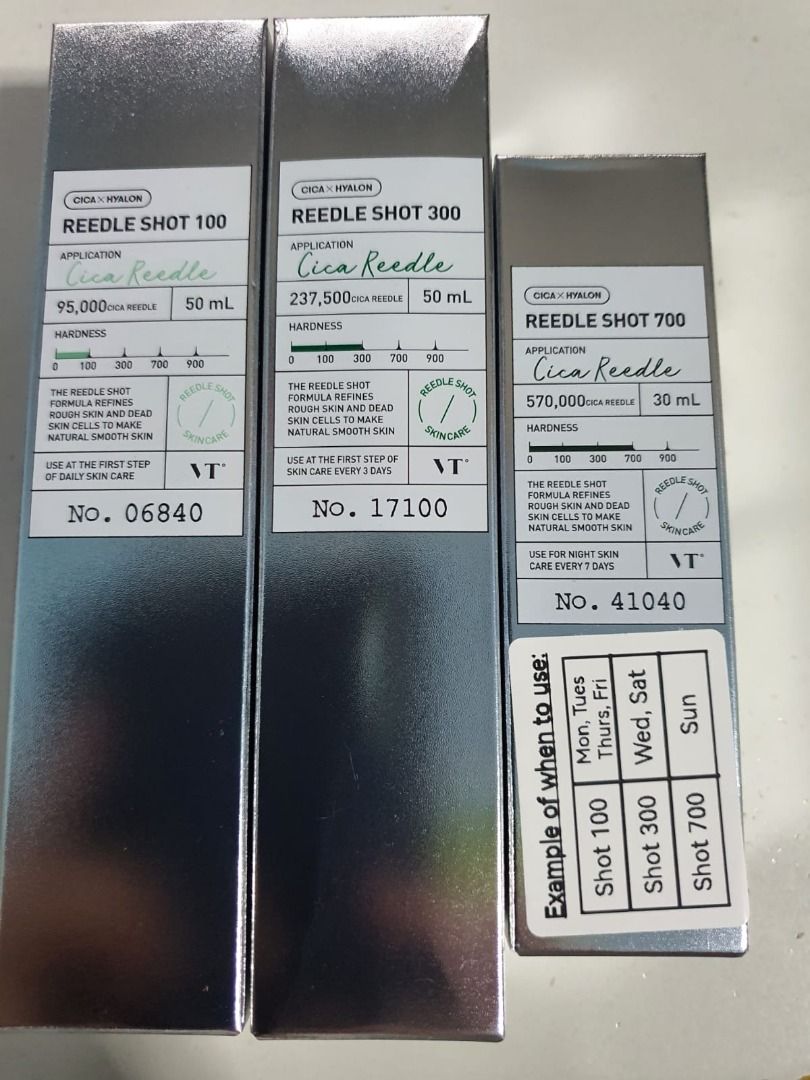 CICA X HYALON
REEDLE SHOT 100
APPLICATION
Cica Reedle
95,000 CICA REEDLE
50 mL
HARDNESS
0 100 300 700 900
THE REEDLE SHOT
FORMULA REFINES
ROUGH SKIN AND DEAD
SKIN CELLS TO MAKE
NATURAL SMOOTH SKIN
REEDLE SHOT
SKINCARE
USE AT THE FIRST STEP
OF DAILY SKIN CARE
VT°
No. 06840
CICA X HYALON
REEDLE SHOT 300
APPLICATION
Cica Reedle
237,500 CICA REEDLE
50 mL
HARDNESS
0 100 300 700 900
THE REEDLE SHOT
FORMULA REFINES
ROUGH SKIN AND DEAD
SKIN CELLS TO MAKE
NATURAL SMOOTH SKIN
REEDLE SHOT
SKINCARE
USE AT THE FIRST STEP OF
SKIN CARE EVERY 3 DAYS
VT°
No. 17100
CICA X HYALON
REEDLE SHOT 700
APPLICATION
Cica Reedle
570,000 CICA REEDLE
30 mL
HARDNESS
0 100 300 700 900
THE REEDLE SHOT
FORMULA REFINES
ROUGH SKIN AND DEAD
SKIN CELLS TO MAKE
NATURAL SMOOTH SKIN
REEDLE SHOT
SKINCARE
USE FOR NIGHT SKIN
CARE EVERY 7 DAYS
VT°
No. 41040
Example of when to use:
Shot 100
Mon, Tues
Thurs, Fri
Shot 300
Wed, Sat
Shot 700
Sun